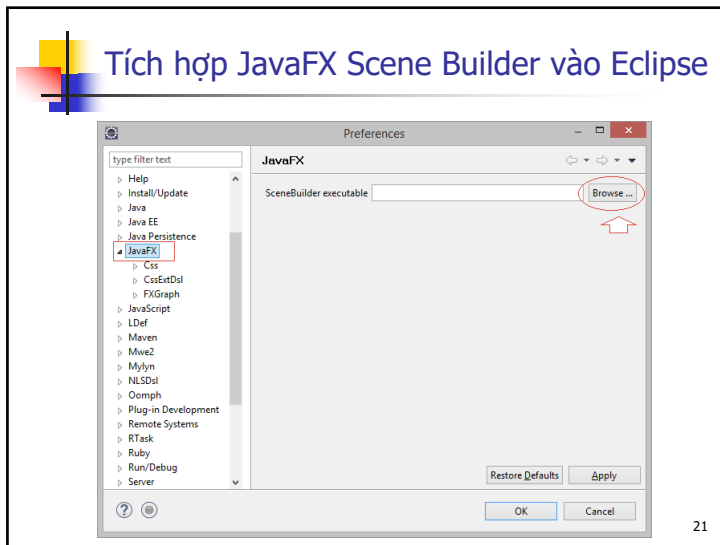 Tích hợp JavaFX Scene Builder vào Eclipse
Preferences
type filter text
JavaFX
Help
Install/Update
Java
Java EE
Java Persistence
JavaFX
Css
CssExtDsl
FXGraph
JavaScript
LDef
Maven
Mwe2
Mylyn
NLSDsl
Oomph
Plug-in Development
Remote Systems
RTask
Ruby
Run/Debug
Server
SceneBuilder executable
Browse ...
Restore Defaults
Apply
OK
Cancel
21